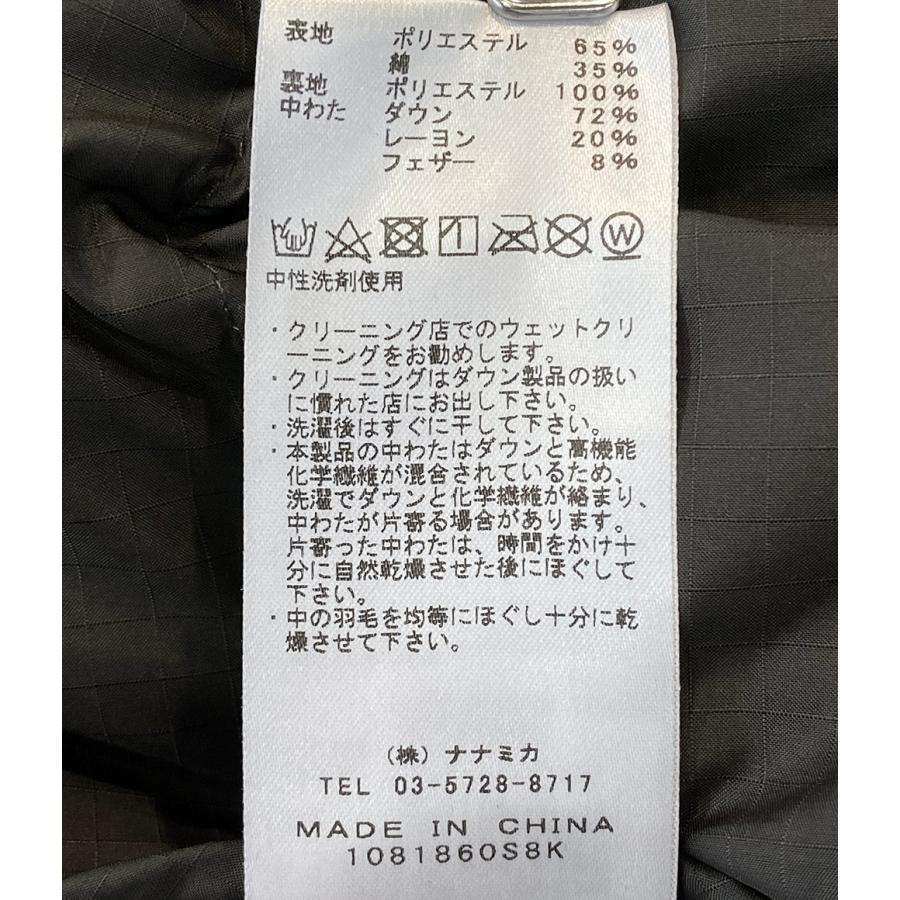 表地 ポリエステル 65%
綿 35%
裏地 ポリエステル 100%
中わた ダウン 72%
レーヨン 20%
フェザー 8%
W
中性洗剤使用
・クリーニング店でのウェットクリ
ーニングをお勧めします。
・クリーニングはダウン製品の扱い
に慣れた店にお出し下さい。
・洗濯後はすぐに干して下さい。
・本製品の中わたはダウンと高機能
化学繊維が混合されているため、
洗濯でダウンと化学繊維が絡まり、
中わたが片寄る場合があります。
片寄った中わたは、時間をかけ十
分に自然乾燥させた後にほぐして
下さい。
・中の羽毛を均等にほぐし十分に乾
燥させて下さい。
（株）ナナミカ
TEL 03-5728-8717
MADE IN CHINA
1081860S8K